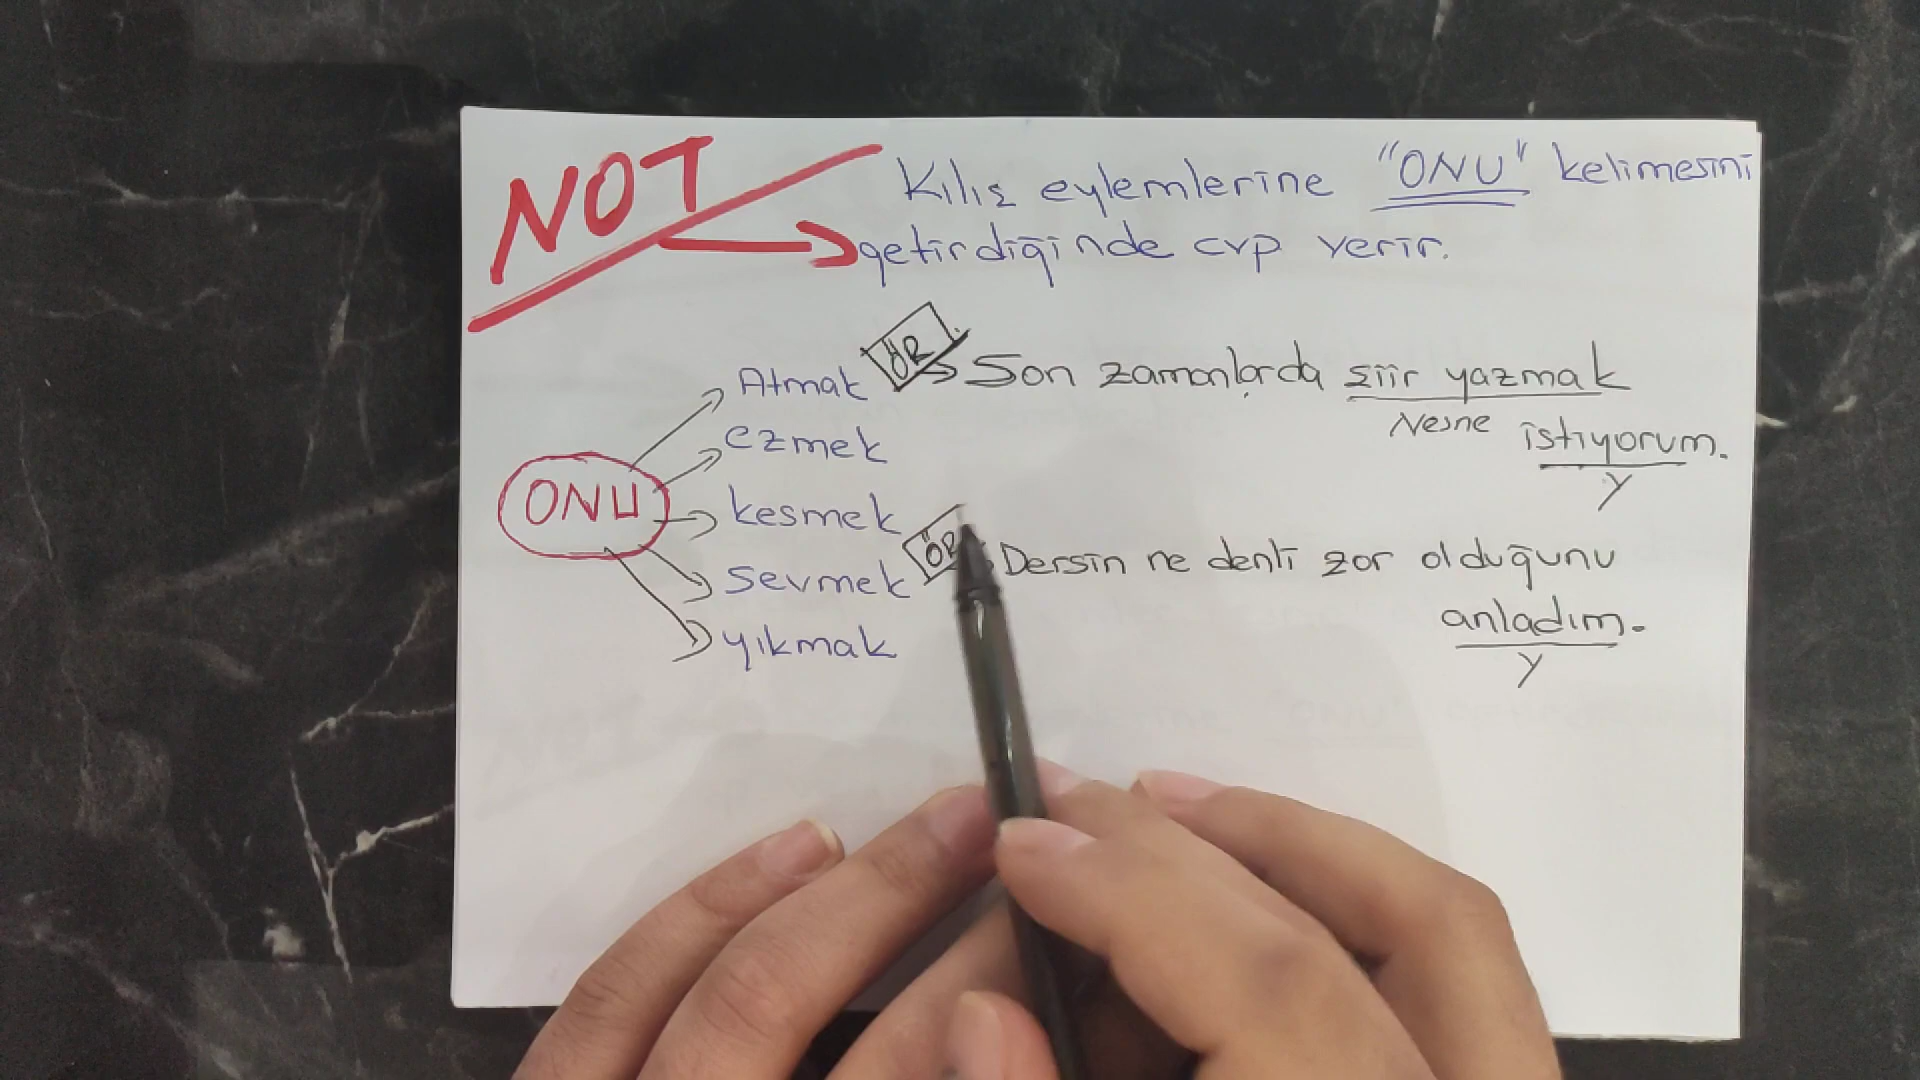 NOT
Kılış eylemlerine "ONU" kelimesini
getirdiğinde cvp verir.
ONU
Atmak
ezmek
kesmek
sevmek
yıkmak
ÖR
Son zamanlarda şiir yazmak
Nesne
istiyorum.
Y
ÖR
Dersin ne denli zor olduğunu
anladım.
Y